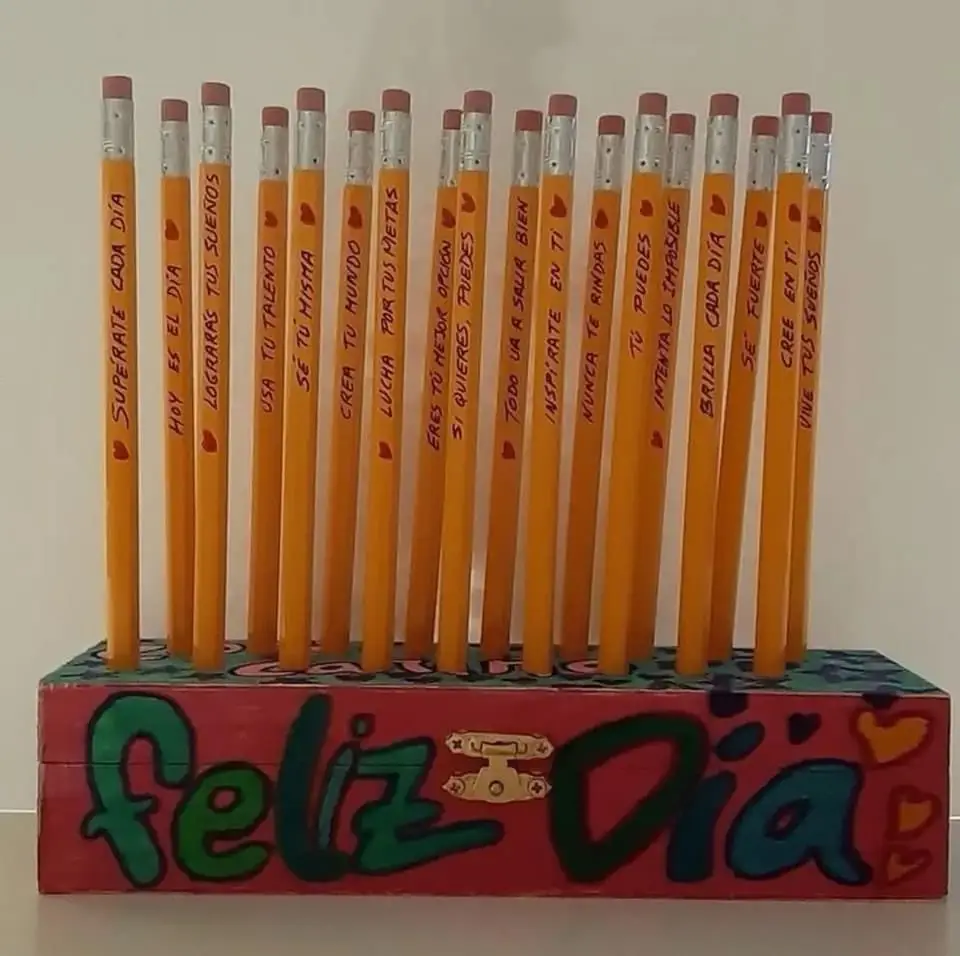 SUPÉRATE CADA DÍA
HOY ES EL DÍA
LOGRARÁS TUS SUEÑOS
USA TU TALENTO
SÉ TÚ MISMA
CREA TU MUNDO
LUCHA POR TUS METAS
ERES TÚ MEJOR OPCIÓN
SI QUIERES, PUEDES
TODO VA A SALIR BIEN
INSPÍRATE EN TI
NUNCA TE RINDAS
TÚ PUEDES
INTENTA LO IMPOSIBLE
BRILLA CADA DÍA
SÉ FUERTE
CREE EN TI
VIVE TUS SUEÑOS
feliz Día